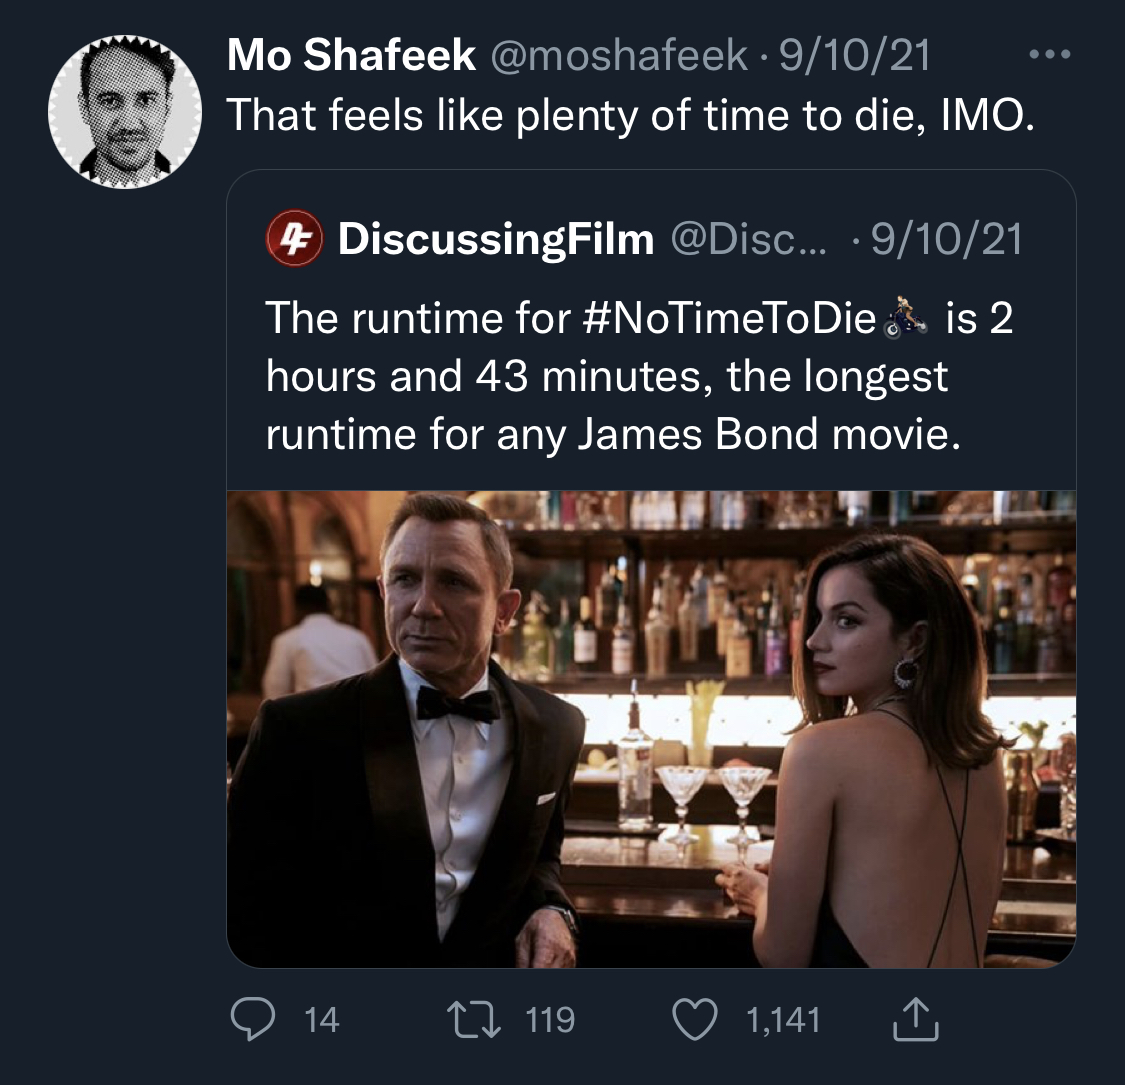 Mo Shafeek @moshafeek · 9/10/21
That feels like plenty of time to die, IMO.
DF DiscussingFilm @Disc... · 9/10/21
The runtime for #NoTimeToDie is 2
hours and 43 minutes, the longest
runtime for any James Bond movie.
14 119 1,141